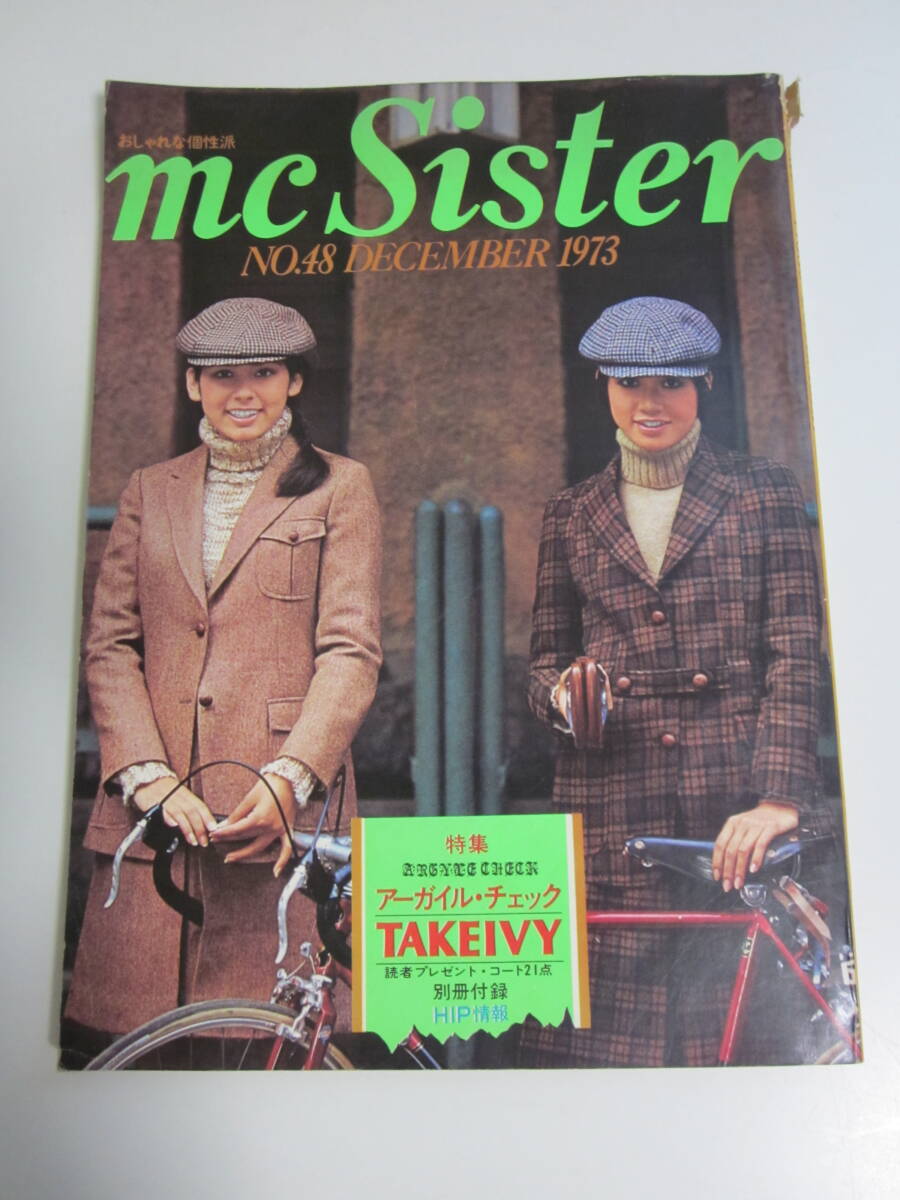 おしゃれな個性派
mc Sister
NO.48 DECEMBER 1973
特集
ARGYLE CHECK
アーガイル・チェック
TAKEIVY
読者プレゼント・コート21点
別冊付録
HIP情報